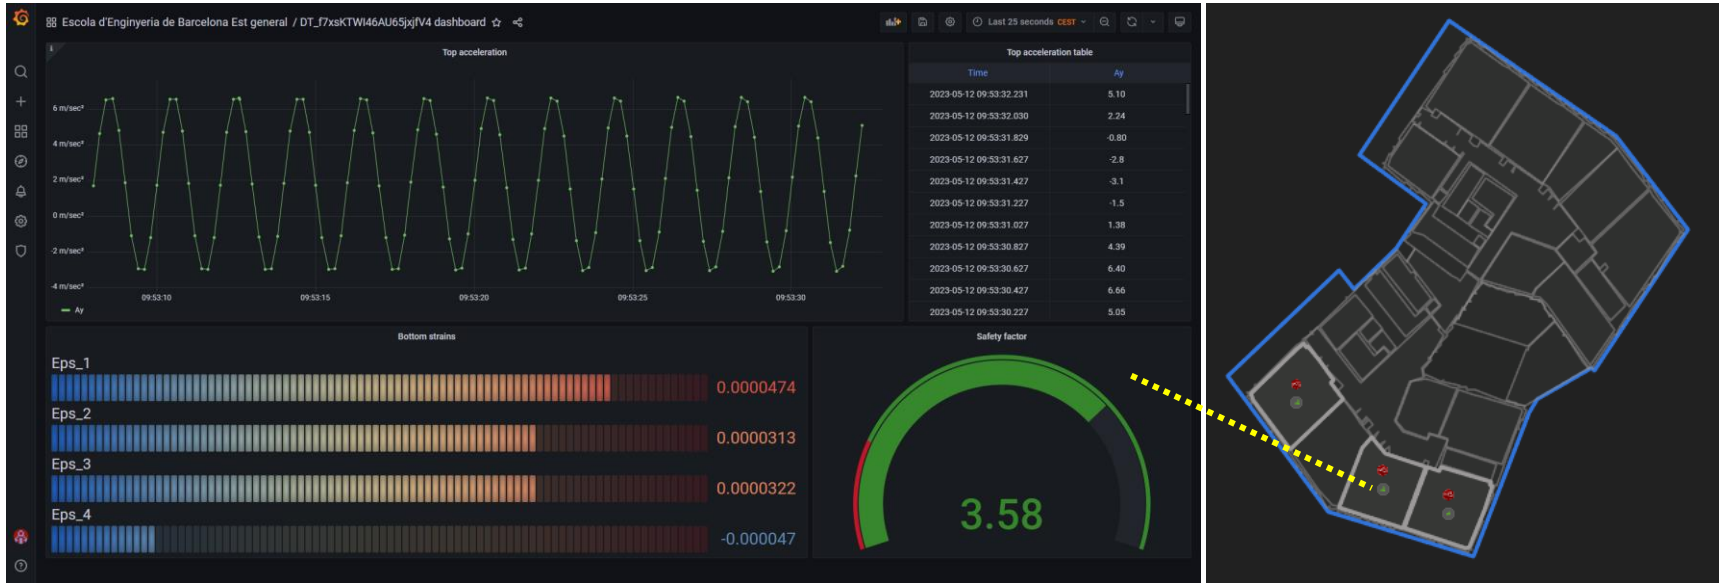 Escola d'Enginyeria de Barcelona Est general / DT_f7xsKTWI46AU65jxjfV4 dashboard
Last 25 seconds CEST
Top acceleration
6 m/sec²
4 m/sec²
2 m/sec²
0 m/sec²
-2 m/sec²
-4 m/sec²
09:53:10 09:53:15 09:53:20 09:53:25 09:53:30
Ay
Top acceleration table
Time Ay
2023-05-12 09:53:32.231 5.10
2023-05-12 09:53:32.030 2.24
2023-05-12 09:53:31.829 -0.80
2023-05-12 09:53:31.627 -2.8
2023-05-12 09:53:31.427 -3.1
2023-05-12 09:53:31.227 -1.5
2023-05-12 09:53:31.027 1.38
2023-05-12 09:53:30.827 4.39
2023-05-12 09:53:30.627 6.40
2023-05-12 09:53:30.427 6.66
2023-05-12 09:53:30.227 5.05
Bottom strains
Eps_1
0.0000474
Eps_2
0.0000313
Eps_3
0.0000322
Eps_4
-0.000047
Safety factor
3.58